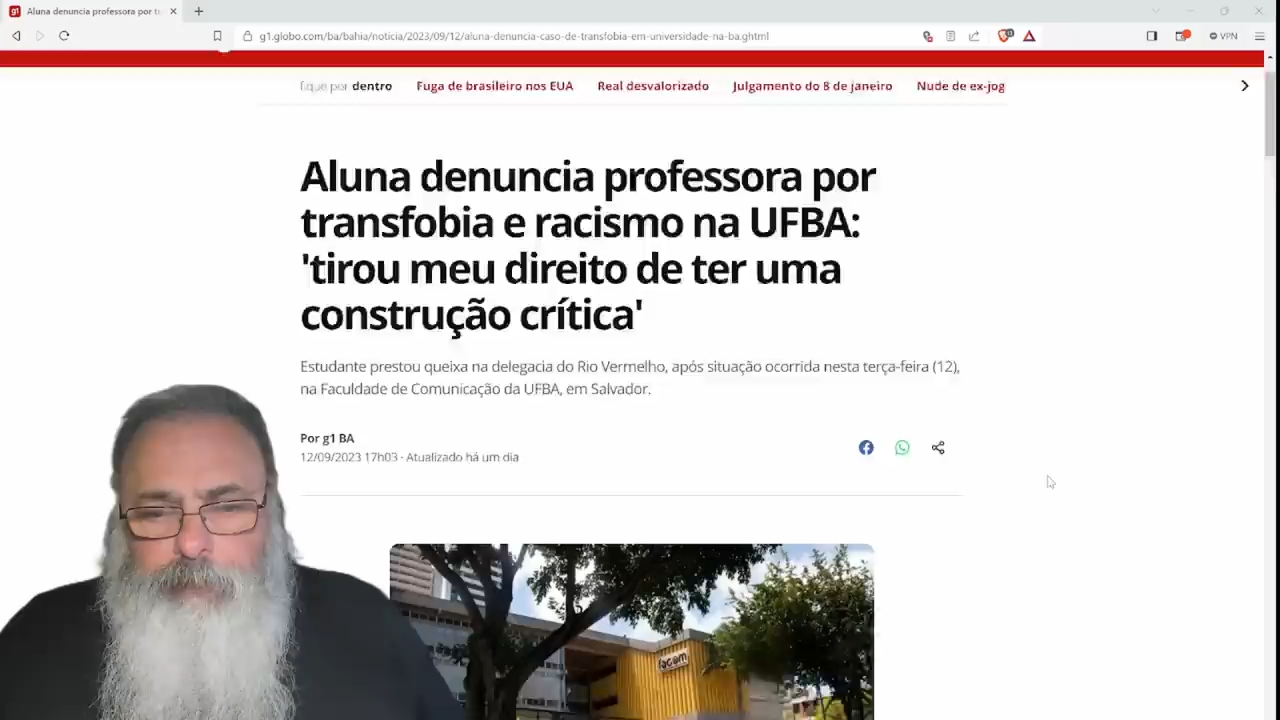 g1
Aluna denuncia professora por tr
g1.globo.com/ba/bahia/noticia/2023/09/12/aluna-denuncia-caso-de-transfobia-em-universidade-na-ba.ghtml
VPN
fique por dentro
Fuga de brasileiro nos EUA
Real desvalorizado
Julgamento do 8 de janeiro
Nude de ex-jog
Aluna denuncia professora por
transfobia e racismo na UFBA:
'tirou meu direito de ter uma
construção crítica'
Estudante prestou queixa na delegacia do Rio Vermelho, após situação ocorrida nesta terça-feira (12),
na Faculdade de Comunicação da UFBA, em Salvador.
Por g1 BA
12/09/2023 17h03 · Atualizado há um dia
facom